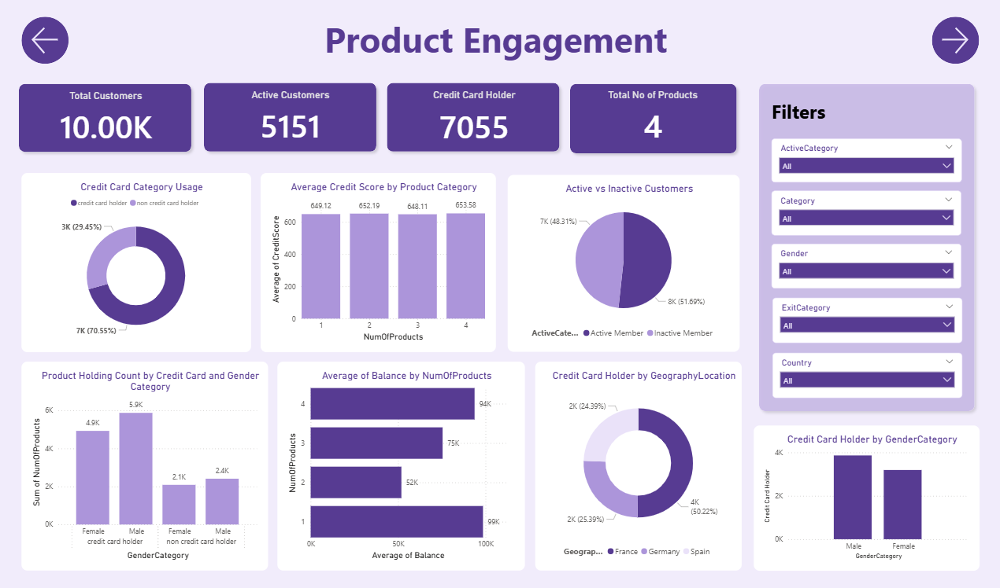 Product Engagement
Total Customers
10.00K
Active Customers
5151
Credit Card Holder
7055
Total No of Products
4
Filters
ActiveCategory
All
Category
All
Gender
All
ExitCategory
All
Country
All
Credit Card Category Usage
credit card holder non credit card holder
3K (29.45%)
7K (70.55%)
Average Credit Score by Product Category
649.12 652.19 648.11 653.58
600
400
200
0
Average of CreditScore
1 2 3 4
NumOfProducts
Active vs Inactive Customers
7K (48.31%)
8K (51.69%)
ActiveCate... Active Member Inactive Member
Product Holding Count by Credit Card and Gender
Category
6K
4K
2K
0K
Sum of NumOfProducts
4.9K 5.9K 2.1K 2.4K
Female Male Female Male
credit card holder non credit card holder
GenderCategory
Average of Balance by NumOfProducts
NumOfProducts
4 94K
3 75K
2 52K
1 99K
0K 50K 100K
Average of Balance
Credit Card Holder by GeographyLocation
2K (24.39%)
2K (25.39%)
4K
(50.22%)
Geograp... France Germany Spain
Credit Card Holder by GenderCategory
4K
2K
0K
Credit Card Holder
Male Female
GenderCategory